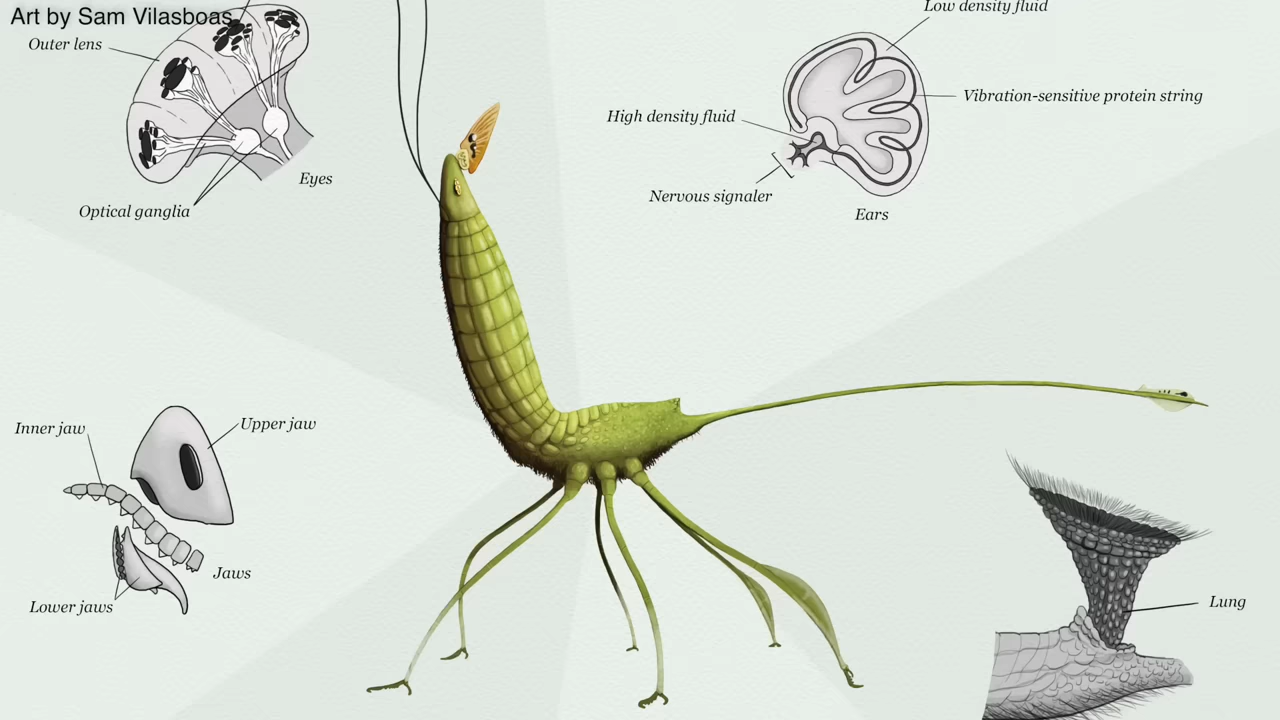 Art by Sam Vilasboas
Low density fluid
Outer lens
Vibration-sensitive protein string
High density fluid
Eyes
Nervous signaler
Optical ganglia
Ears
Inner jaw
Upper jaw
Jaws
Lower jaws
Lung